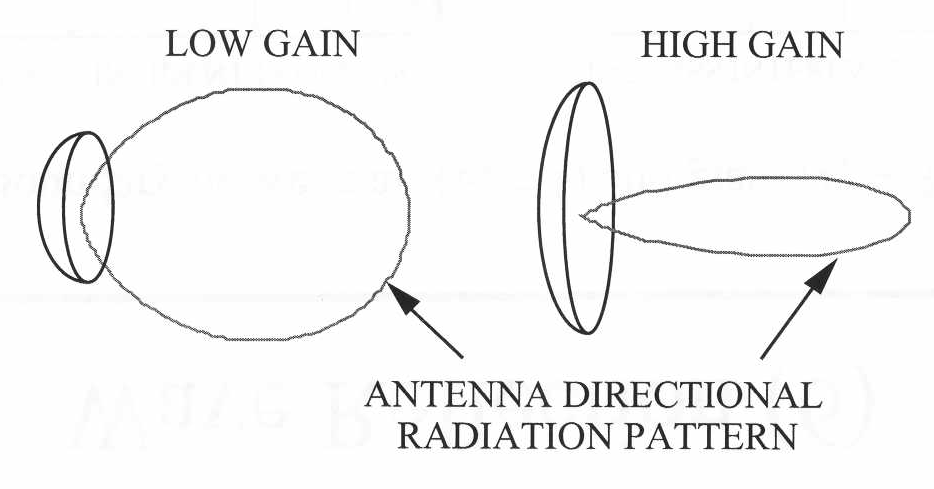 LOW GAIN
HIGH GAIN
ANTENNA DIRECTIONAL
RADIATION PATTERN